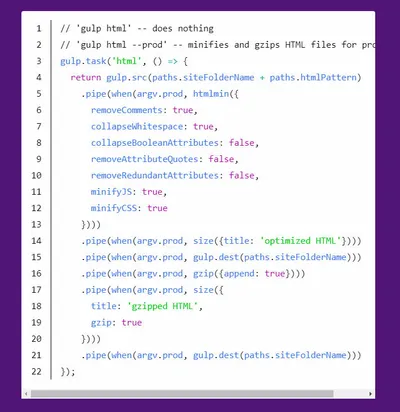 1 // 'gulp html' -- does nothing
2 // 'gulp html --prod' -- minifies and gzips HTML files for pro
3 gulp.task('html', () => {
4   return gulp.src(paths.siteFolderName + paths.htmlPattern)
5     .pipe(when(argv.prod, htmlmin({
6       removeComments: true,
7       collapseWhitespace: true,
8       collapseBooleanAttributes: false,
9       removeAttributeQuotes: false,
10       removeRedundantAttributes: false,
11       minifyJS: true,
12       minifyCSS: true
13     })))
14     .pipe(when(argv.prod, size({title: 'optimized HTML'})))
15     .pipe(when(argv.prod, gulp.dest(paths.siteFolderName)))
16     .pipe(when(argv.prod, gzip({append: true})))
17     .pipe(when(argv.prod, size({
18       title: 'gzipped HTML',
19       gzip: true
20     })))
21     .pipe(when(argv.prod, gulp.dest(paths.siteFolderName)))
22 });